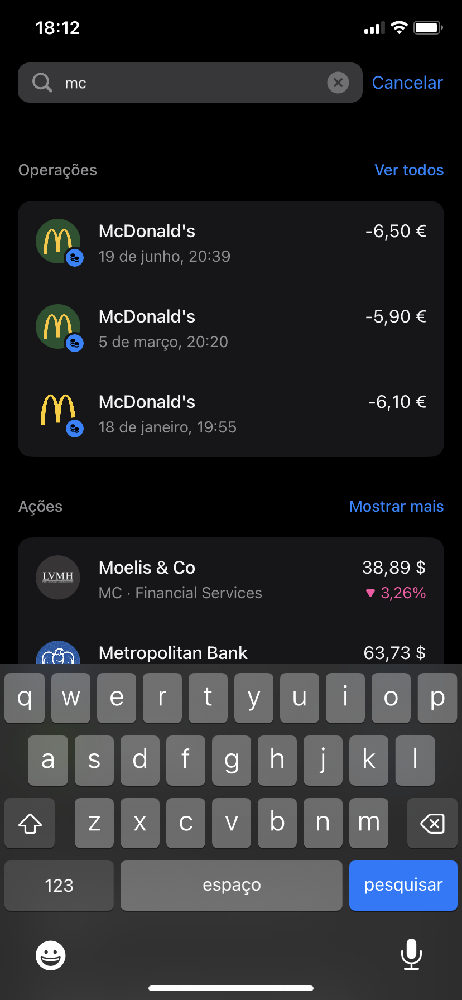 18:12
mc
Cancelar
Operações
Ver todos
McDonald's
-6,50 €
19 de junho, 20:39
McDonald's
-5,90 €
5 de março, 20:20
McDonald's
-6,10 €
18 de janeiro, 19:55
Ações
Mostrar mais
LVMH
Moelis & Co
38,89 $
MC · Financial Services
▼ 3,26%
Metropolitan Bank
63,73 $
q w e r t y u i o p
a s d f g h j k l
z x c v b n m
123
espaço
pesquisar